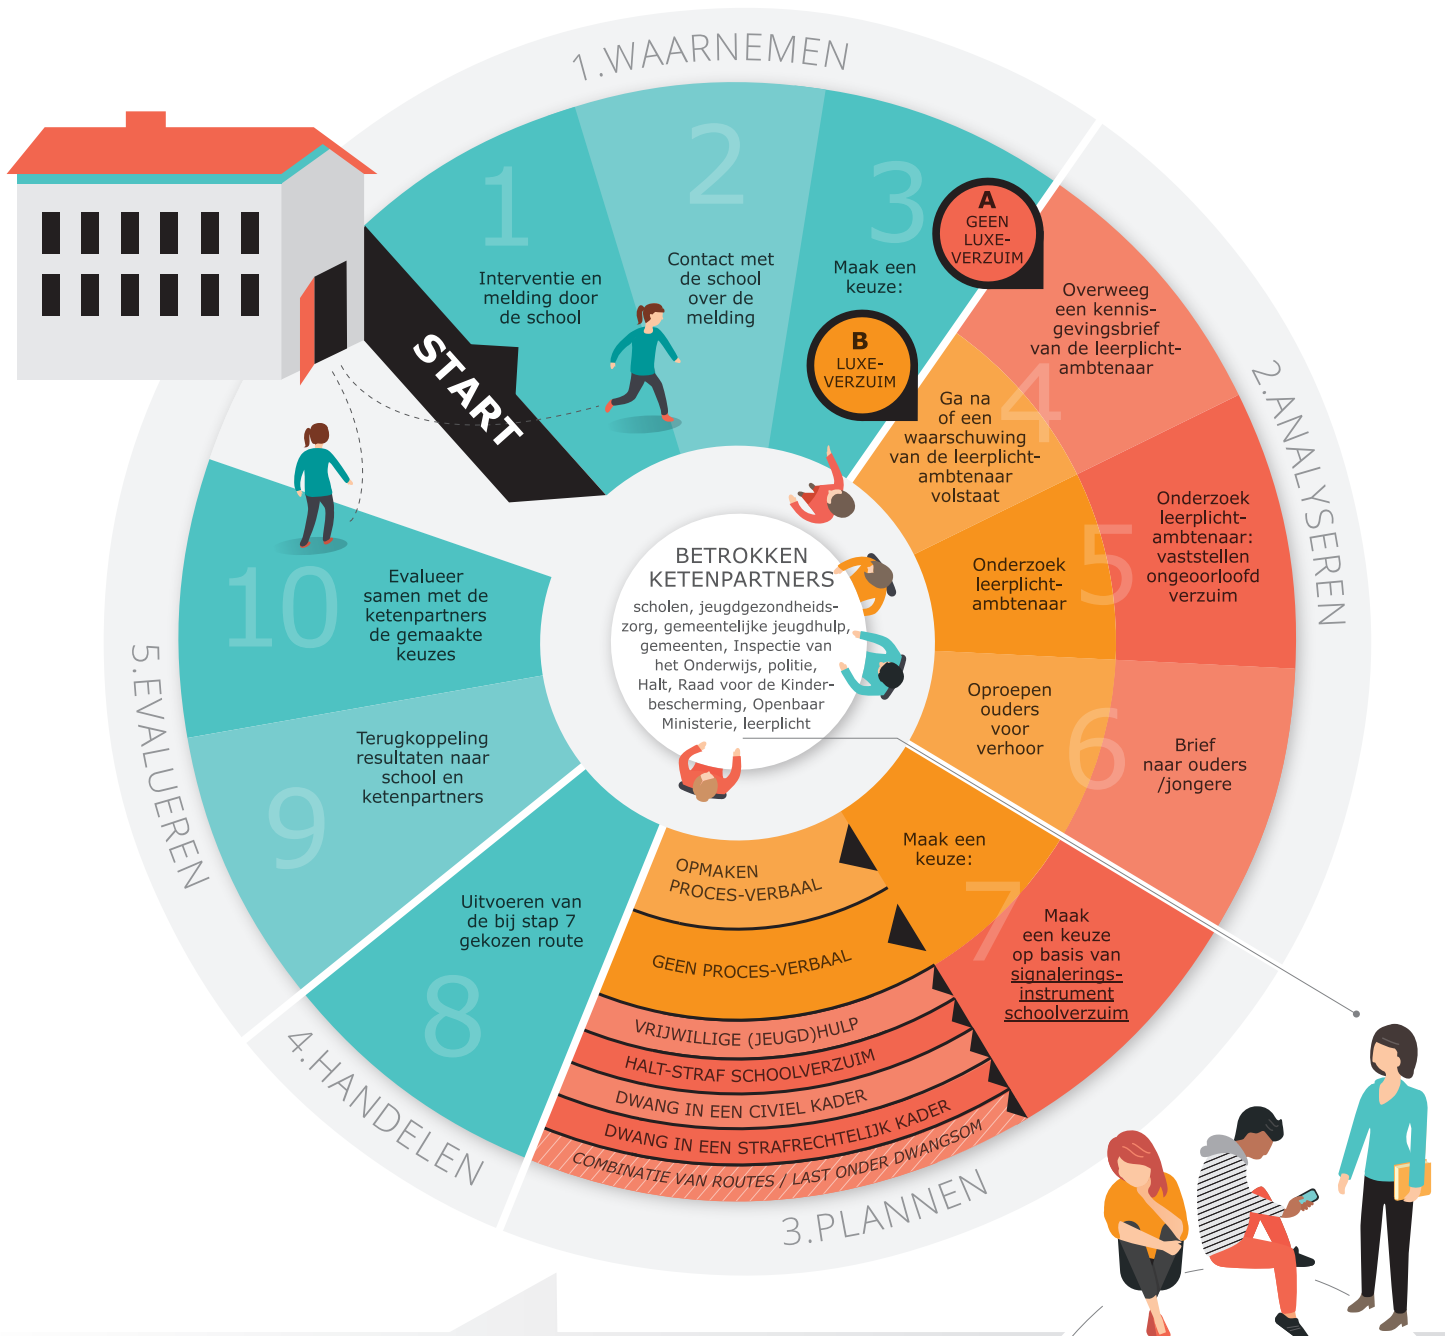 1.WAARNEMEN
START
1
Interventie en
melding door
de school
2
Contact met
de school
over de
melding
3
Maak een
keuze:
A
GEEN
LUXE-
VERZUIM
B
LUXE-
VERZUIM
2.ANALYSEREN
4
Overweeg
een kennis-
gevingsbrief
van de leerplicht-
ambtenaar
Ga na
of een
waarschuwing
van de leerplicht-
ambtenaar
volstaat
5
Onderzoek
leerplicht-
ambtenaar:
vaststellen
ongeoorloofd
verzuim
Onderzoek
leerplicht-
ambtenaar
6
Oproepen
ouders
voor
verhoor
Brief
naar ouders
/jongere
3.PLANNEN
7
Maak een
keuze:
Maak
een keuze
op basis van
signalerings-
instrument
schoolverzuim
OPMAKEN
PROCES-VERBAAL
GEEN PROCES-VERBAAL
VRIJWILLIGE (JEUGD)HULP
HALT-STRAF SCHOOLVERZUIM
DWANG IN EEN CIVIEL KADER
DWANG IN EEN STRAFRECHTELIJK KADER
COMBINATIE VAN ROUTES / LAST ONDER DWANGSOM
4.HANDELEN
8
Uitvoeren van
de bij stap 7
gekozen route
5.EVALUEREN
9
Terugkoppeling
resultaten naar
school en
ketenpartners
10
Evalueer
samen met de
ketenpartners
de gemaakte
keuzes
BETROKKEN
KETENPARTNERS
scholen, jeugdgezondheids-
zorg, gemeentelijke jeugdhulp,
gemeenten, Inspectie van
het Onderwijs, politie,
Halt, Raad voor de Kinder-
bescherming, Openbaar
Ministerie, leerplicht